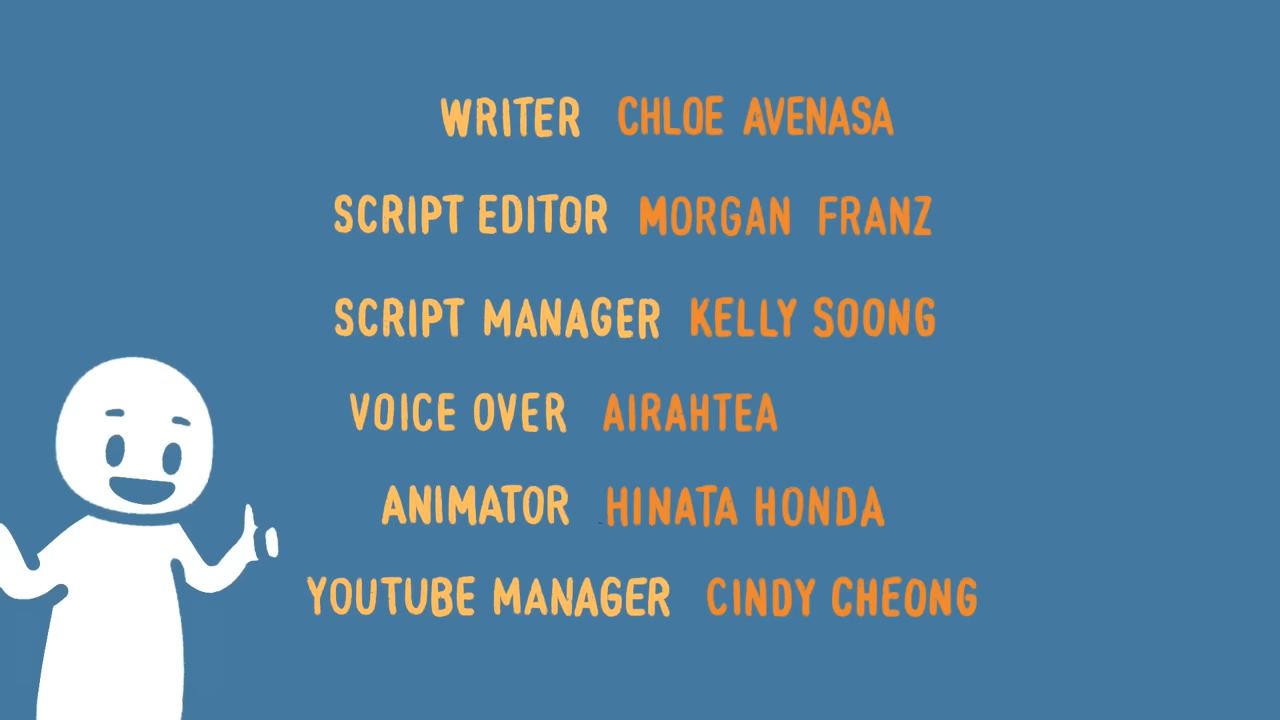 WRITER CHLOE AVENASA
SCRIPT EDITOR MORGAN FRANZ
SCRIPT MANAGER KELLY SOONG
VOICE OVER AIRAHTEA
ANIMATOR HINATA HONDA
YOUTUBE MANAGER CINDY CHEONG